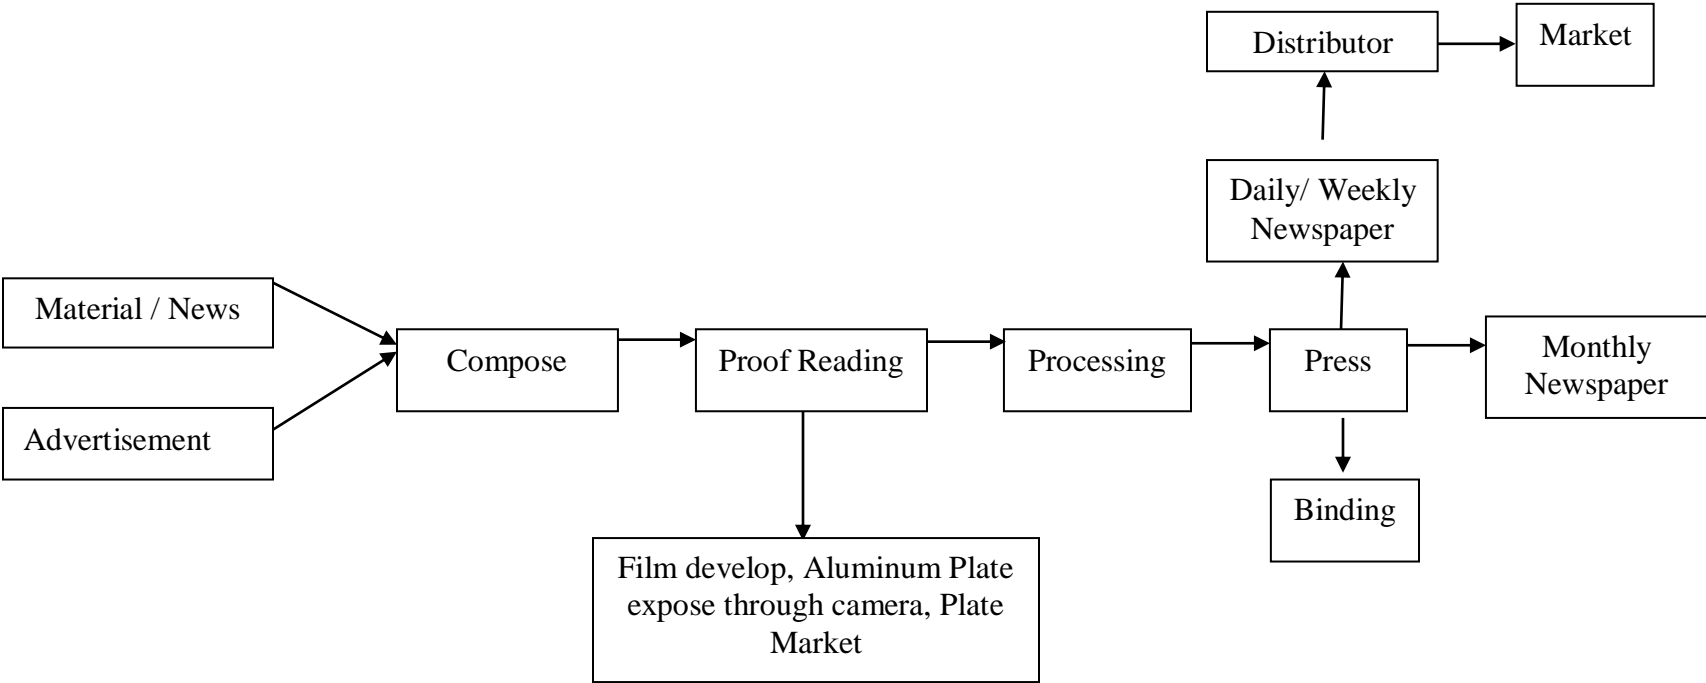 Distributor
Market
Daily/ Weekly
Newspaper
Material / News
Advertisement
Compose
Proof Reading
Processing
Press
Monthly
Newspaper
Binding
Film develop, Aluminum Plate
expose through camera, Plate
Market